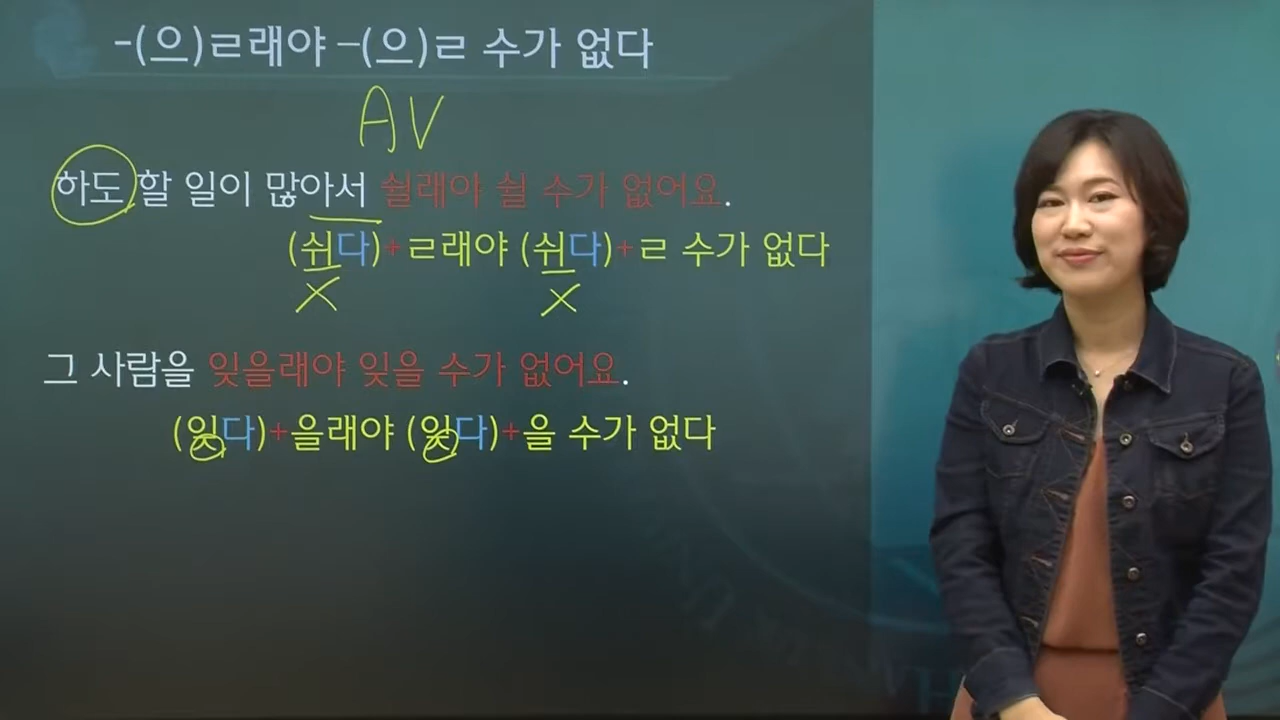 -(으)ㄹ래야 -(으)ㄹ 수가 없다
AV
하도 할 일이 많아서 쉴래야 쉴 수가 없어요.
(쉬다)+ㄹ래야 (쉬다)+ㄹ 수가 없다
X X
그 사람을 잊을래야 잊을 수가 없어요.
(잊다)+을래야 (잊다)+을 수가 없다